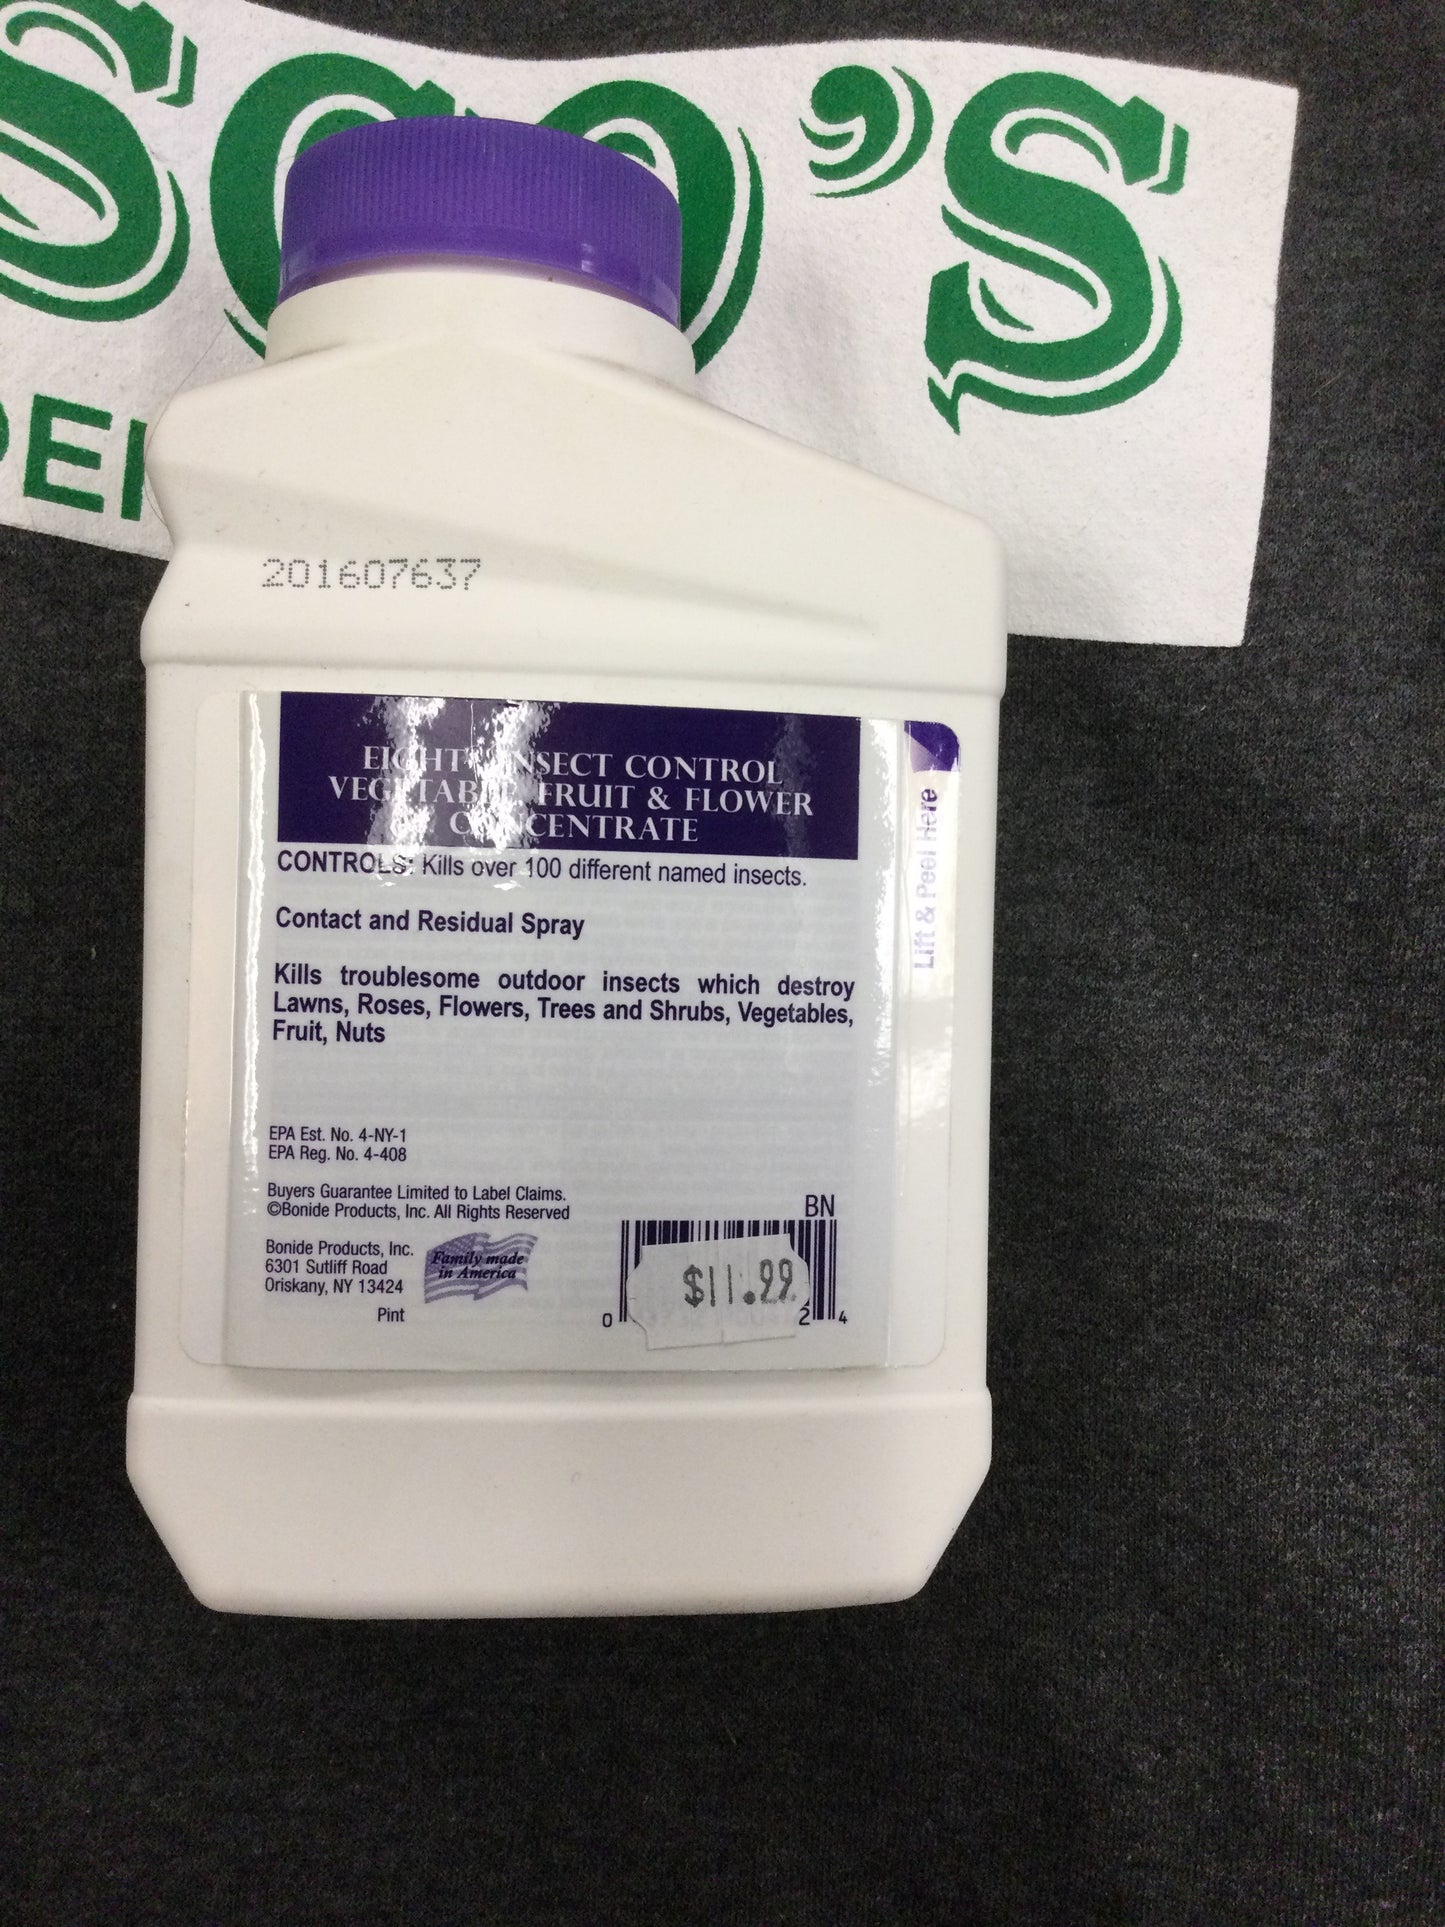 SCO'S
DEN
201607637
EIGHT INSECT CONTROL
VEGETABLE, FRUIT & FLOWER
CONCENTRATE
CONTROLS: Kills over 100 different named insects.
Contact and Residual Spray
Kills troublesome outdoor insects which destroy
Lawns, Roses, Flowers, Trees and Shrubs, Vegetables,
Fruit, Nuts
Lift & Peel Here
EPA Est. No. 4-NY-1
EPA Reg. No. 4-408
Buyers Guarantee Limited to Label Claims.
©Bonide Products, Inc. All Rights Reserved
Bonide Products, Inc.
6301 Sutliff Road
Oriskany, NY 13424
Pint
Family made
in America
BN
$11.99
0 2 4